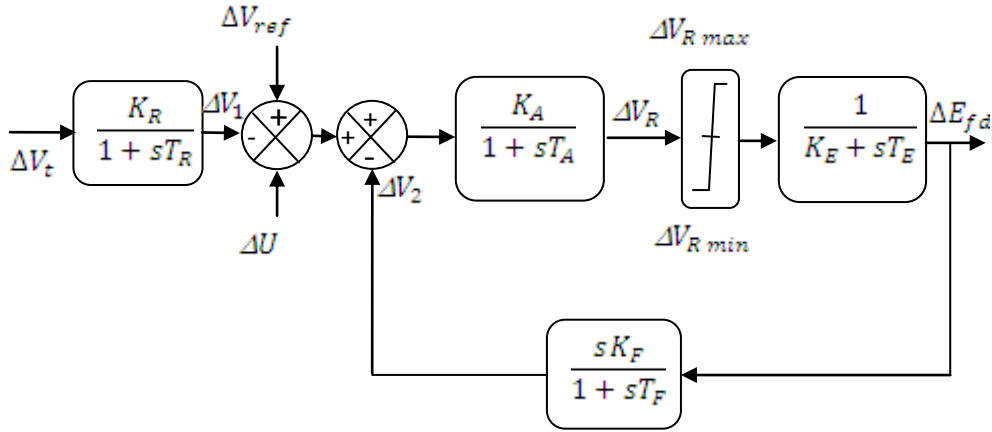 ΔV_ref
ΔV_R max
K_R / (1 + sT_R)
ΔV_1
+
-
+
+
-
K_A / (1 + sT_A)
ΔV_R
1 / (K_E + sT_E)
ΔE_fd
ΔV_t
ΔV_2
ΔU
ΔV_R min
sK_F / (1 + sT_F)